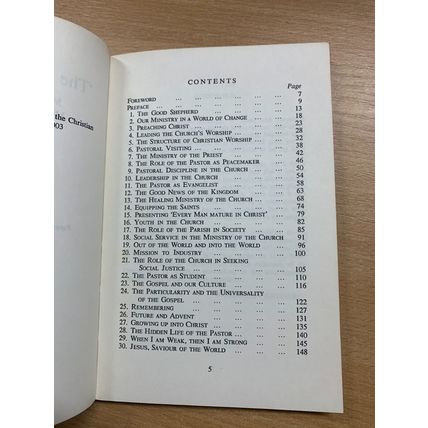 The
the Christian
003
CONTENTS
Page
FOREWORD ... ... ... ... ... ... 7
PREFACE ... ... ... ... ... ... 9
1. THE GOOD SHEPHERD ... ... ... ... 13
2. OUR MINISTRY IN A WORLD OF CHANGE ... ... 18
3. PREACHING CHRIST ... ... ... ... 23
4. LEADING THE CHURCH'S WORSHIP ... ... ... 28
5. THE STRUCTURE OF CHRISTIAN WORSHIP ... ... 32
6. PASTORAL VISITING ... ... ... ... 38
7. THE MINISTRY OF THE PRIEST ... ... ... 42
8. THE ROLE OF THE PASTOR AS PEACEMAKER ... 46
9. PASTORAL DISCIPLINE IN THE CHURCH ... ... 50
10. LEADERSHIP IN THE CHURCH ... ... ... 54
11. THE PASTOR AS EVANGELIST ... ... ... 58
12. THE GOOD NEWS OF THE KINGDOM ... ... 63
13. THE HEALING MINISTRY OF THE CHURCH ... ... 68
14. EQUIPPING THE SAINTS ... ... ... ... 74
15. PRESENTING 'EVERY MAN MATURE IN CHRIST' ... 79
16. YOUTH IN THE CHURCH ... ... ... ... 82
17. THE ROLE OF THE PARISH IN SOCIETY ... ... 85
18. SOCIAL SERVICE IN THE MINISTRY OF THE CHURCH 91
19. OUT OF THE WORLD AND INTO THE WORLD ... 96
20. MISSION TO INDUSTRY ... ... ... ... 100
21. THE ROLE OF THE CHURCH IN SEEKING
SOCIAL JUSTICE ... ... ... ... 105
22. THE PASTOR AS STUDENT ... ... ... ... 110
23. THE GOSPEL AND OUR CULTURE ... ... ... 116
24. THE PARTICULARITY AND THE UNIVERSALITY
OF THE GOSPEL ... ... ... ... 122
25. REMEMBERING ... ... ... ... ... 127
26. FUTURE AND ADVENT ... ... ... ... 131
27. GROWING UP INTO CHRIST ... ... ... ... 135
28. THE HIDDEN LIFE OF THE PASTOR ... ... ... 140
29. WHEN I AM WEAK, THEN I AM STRONG ... ... 145
30. JESUS, SAVIOUR OF THE WORLD ... ... ... 148
5